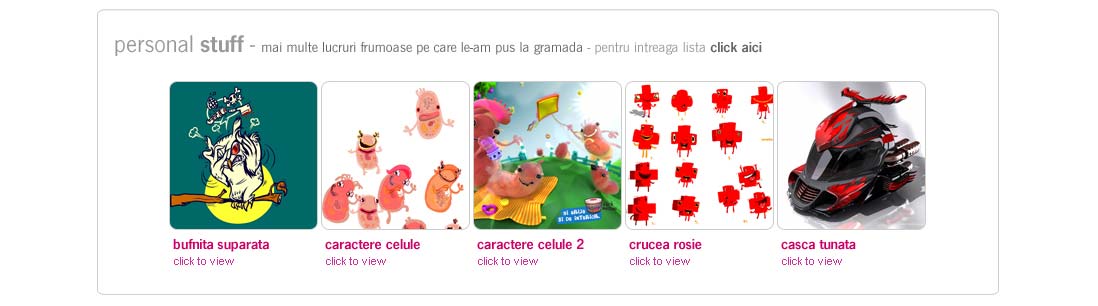 personal stuff - mai multe lucruri frumoase pe care le-am pus la gramada - pentru intreaga lista click aici
bufnita suparata
click to view
caractere celule
click to view
caractere celule 2
click to view
crucea rosie
click to view
casca tunata
click to view